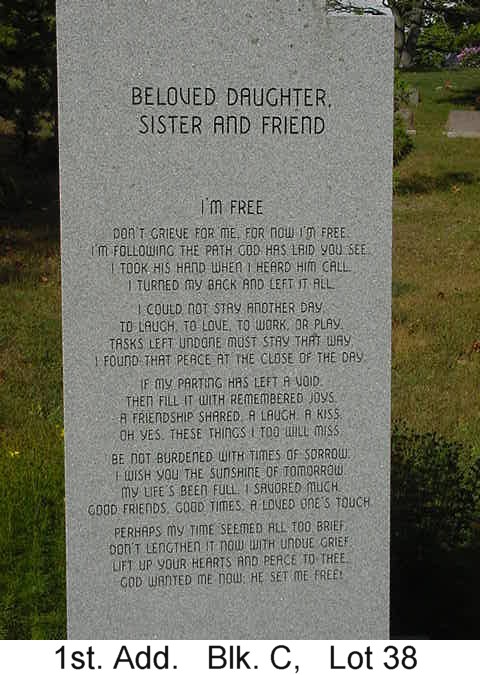 BELOVED DAUGHTER,
SISTER AND FRIEND
I'M FREE
DON'T GRIEVE FOR ME, FOR NOW I'M FREE.
I'M FOLLOWING THE PATH GOD HAS LAID YOU SEE.
I TOOK HIS HAND WHEN I HEARD HIM CALL.
I TURNED MY BACK AND LEFT IT ALL.
I COULD NOT STAY ANOTHER DAY,
TO LAUGH, TO LOVE, TO WORK, OR PLAY.
TASKS LEFT UNDONE MUST STAY THAT WAY.
I FOUND THAT PEACE AT THE CLOSE OF THE DAY.
IF MY PARTING HAS LEFT A VOID,
THEN FILL IT WITH REMEMBERED JOYS.
A FRIENDSHIP SHARED, A LAUGH, A KISS.
OH YES, THESE THINGS I TOO WILL MISS.
BE NOT BURDENED WITH TIMES OF SORROW.
I WISH YOU THE SUNSHINE OF TOMORROW.
MY LIFE'S BEEN FULL, I SAVORED MUCH.
GOOD FRIENDS, GOOD TIMES, A LOVED ONE'S TOUCH.
PERHAPS MY TIME SEEMED ALL TOO BRIEF.
DON'T LENGTHEN IT NOW WITH UNDUE GRIEF.
LIFT UP YOUR HEARTS AND PEACE TO THEE.
GOD WANTED ME NOW; HE SET ME FREE!
1st. Add. Blk. C, Lot 38